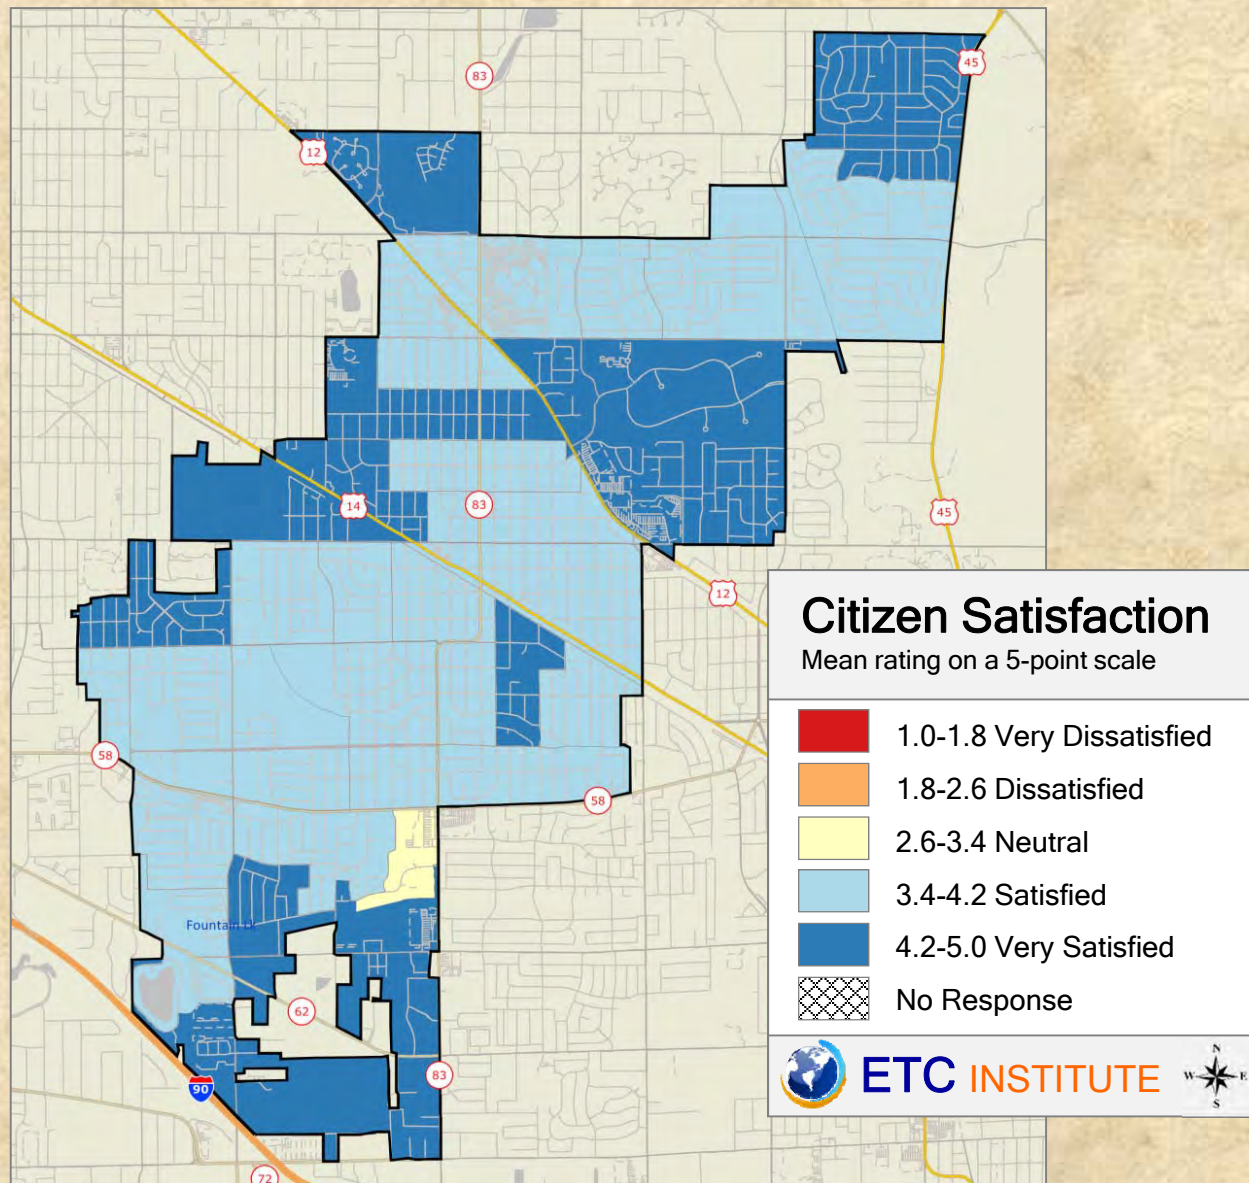 83
45
12
14
83
45
12
Citizen Satisfaction
Mean rating on a 5-point scale
1.0-1.8 Very Dissatisfied
58
1.8-2.6 Dissatisfied
58
2.6-3.4 Neutral
3.4-4.2 Satisfied
4.2-5.0 Very Satisfied
No Response
62
83
90
72
ETC INSTITUTE
N
W E
S